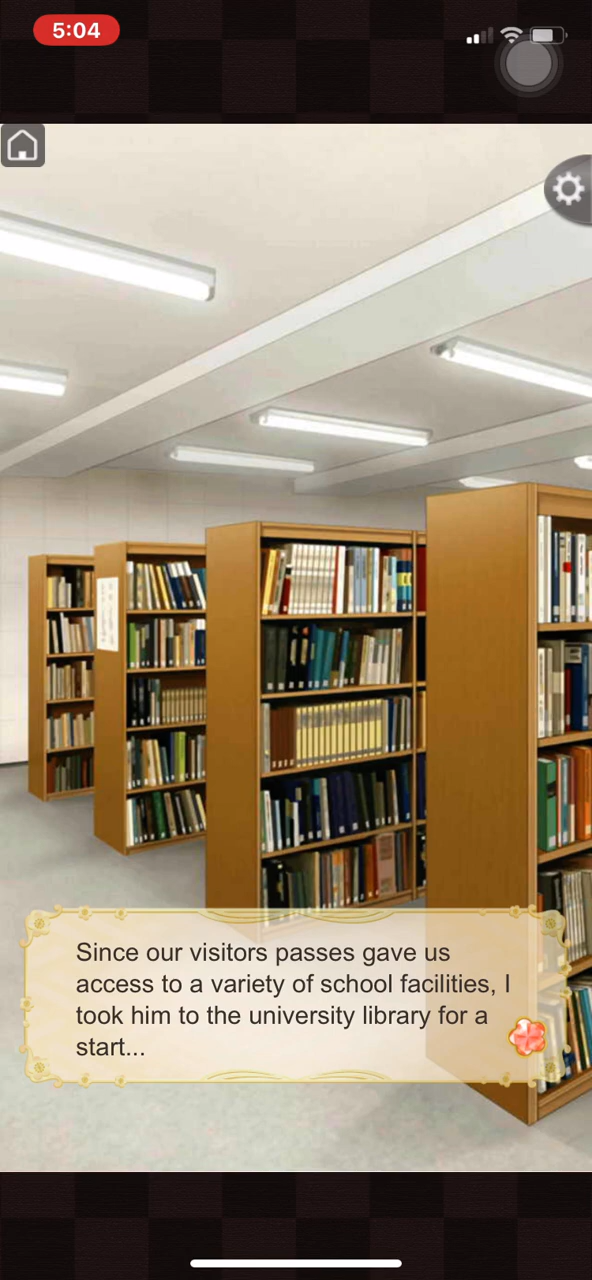 5:04
Since our visitors passes gave us
access to a variety of school facilities, I
took him to the university library for a
start...